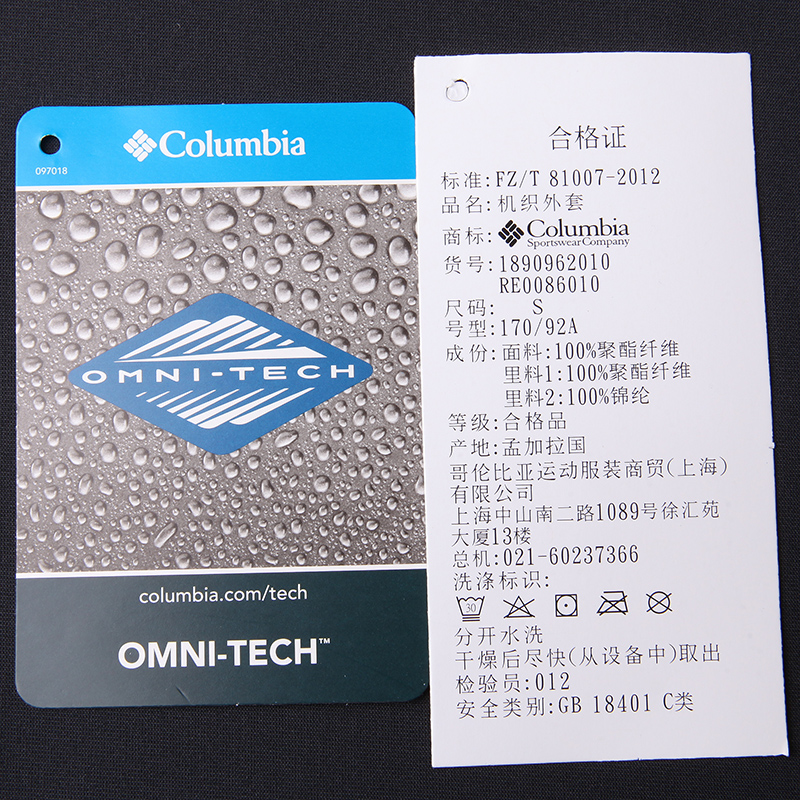 Columbia
097018
OMNI-TECH
columbia.com/tech
OMNI-TECH™
合格证
标准:FZ/T 81007-2012
品名:机织外套
商标:Columbia
Sportswear Company
货号:1890962010
RE0086010
尺码: S
号型:170/92A
成份:面料:100%聚酯纤维
里料1:100%聚酯纤维
里料2:100%锦纶
等级:合格品
产地:孟加拉国
哥伦比亚运动服装商贸(上海)
有限公司
上海中山南二路1089号徐汇苑
大厦13楼
总机:021-60237366
洗涤标识:
30
分开水洗
干燥后尽快(从设备中)取出
检验员:012
安全类别:GB 18401 C类